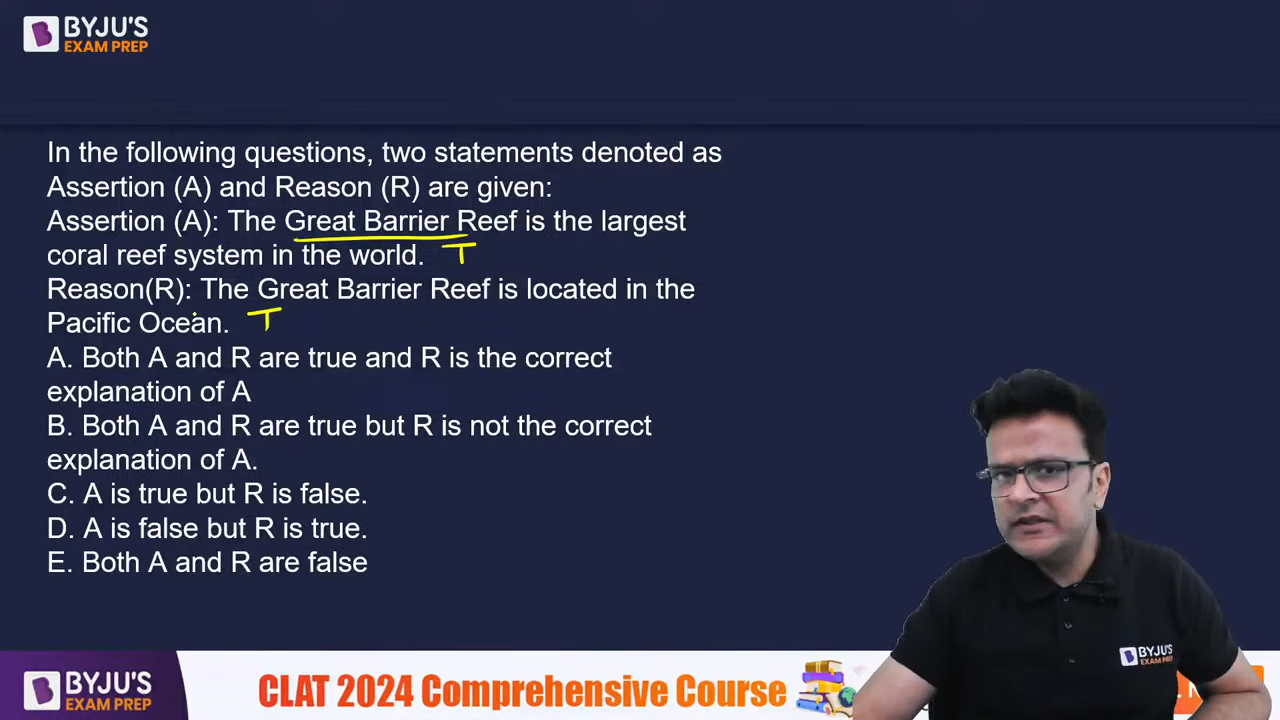 BYJU'S
EXAM PREP
In the following questions, two statements denoted as
Assertion (A) and Reason (R) are given:
Assertion (A): The Great Barrier Reef is the largest
coral reef system in the world. T
Reason(R): The Great Barrier Reef is located in the
Pacific Ocean. T
A. Both A and R are true and R is the correct
explanation of A
B. Both A and R are true but R is not the correct
explanation of A.
C. A is true but R is false.
D. A is false but R is true.
E. Both A and R are false
BYJU'S
EXAM PREP
BYJU'S
EXAM PREP
CLAT 2024 Comprehensive Course